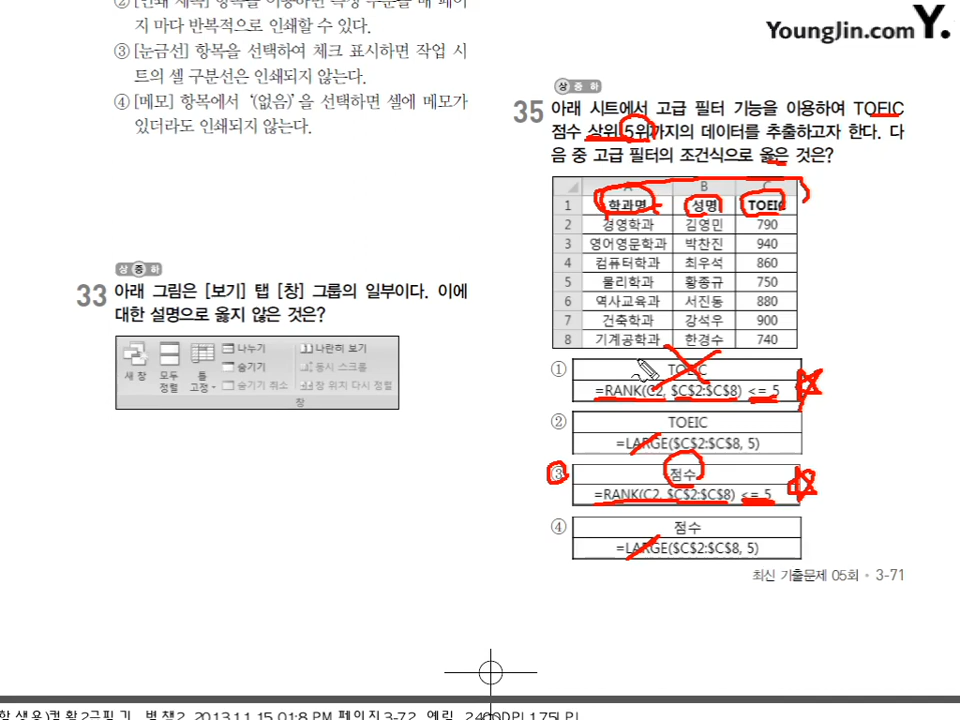 ② [인쇄 제목] 항목을 이용하면 특정 부분을 매 페이
지 마다 반복적으로 인쇄할 수 있다.
③ [눈금선] 항목을 선택하여 체크 표시하면 작업 시
트의 셀 구분선은 인쇄되지 않는다.
④ [메모] 항목에서 ‘(없음)’을 선택하면 셀에 메모가
있더라도 인쇄되지 않는다.
상 중 하
33 아래 그림은 [보기] 탭 [창] 그룹의 일부이다. 이에
대한 설명으로 옳지 않은 것은?
새 창
모두
정렬
틀
고정
나누기
숨기기
숨기기 취소
나란히 보기
동시 스크롤
창 위치 다시 정렬
창
YoungJin.com Y.
상 중 하
35 아래 시트에서 고급 필터 기능을 이용하여 TOEIC
점수 상위 5위까지의 데이터를 추출하고자 한다. 다
음 중 고급 필터의 조건식으로 옳은 것은?
A B C
1 학과명 성명 TOEIC
2 경영학과 김영민 790
3 영어영문학과 박찬진 940
4 컴퓨터학과 최우석 860
5 물리학과 황종규 750
6 역사교육과 서진동 880
7 건축학과 강석우 900
8 기계공학과 한경수 740
① TOEIC
=RANK(C2, $C$2:$C$8) <= 5
② TOEIC
=LARGE($C$2:$C$8, 5)
③ 점수
=RANK(C2, $C$2:$C$8) <= 5
④ 점수
=LARGE($C$2:$C$8, 5)
최신 기출문제 05회 • 3-71